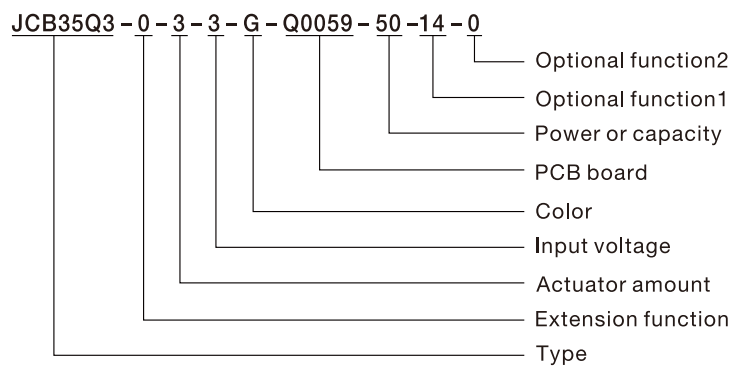 JCB35Q3-0-3-3-G-Q0059-50-14-0
Optional function2
Optional function1
Power or capacity
PCB board
Color
Input voltage
Actuator amount
Extension function
Type